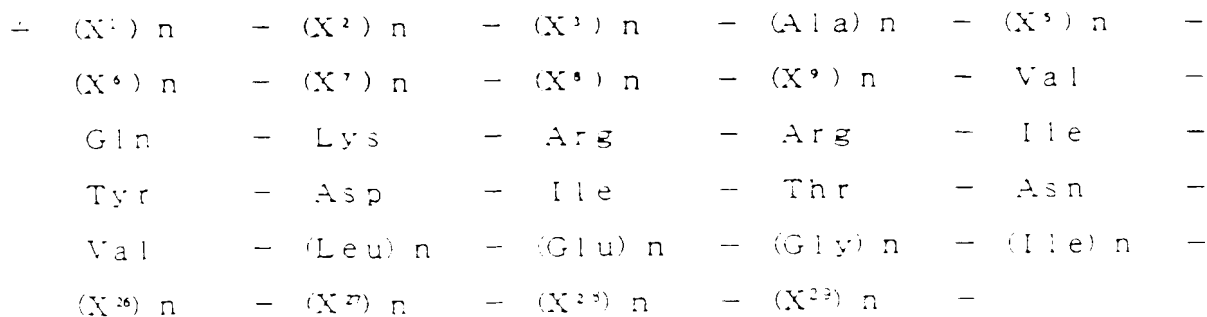 — (X¹) n — (X²) n — (X³) n — (Ala) n — (X⁵) n —
(X⁶) n — (X⁷) n — (X⁸) n — (X⁹) n — Val —
Gln — Lys — Arg — Arg — Ile —
Tyr — Asp — Ile — Thr — Asn —
Val — (Leu) n — (Glu) n — (Gly) n — (Ile) n —
(X²⁶) n — (X²⁷) n — (X²⁸) n — (X²⁹) n —